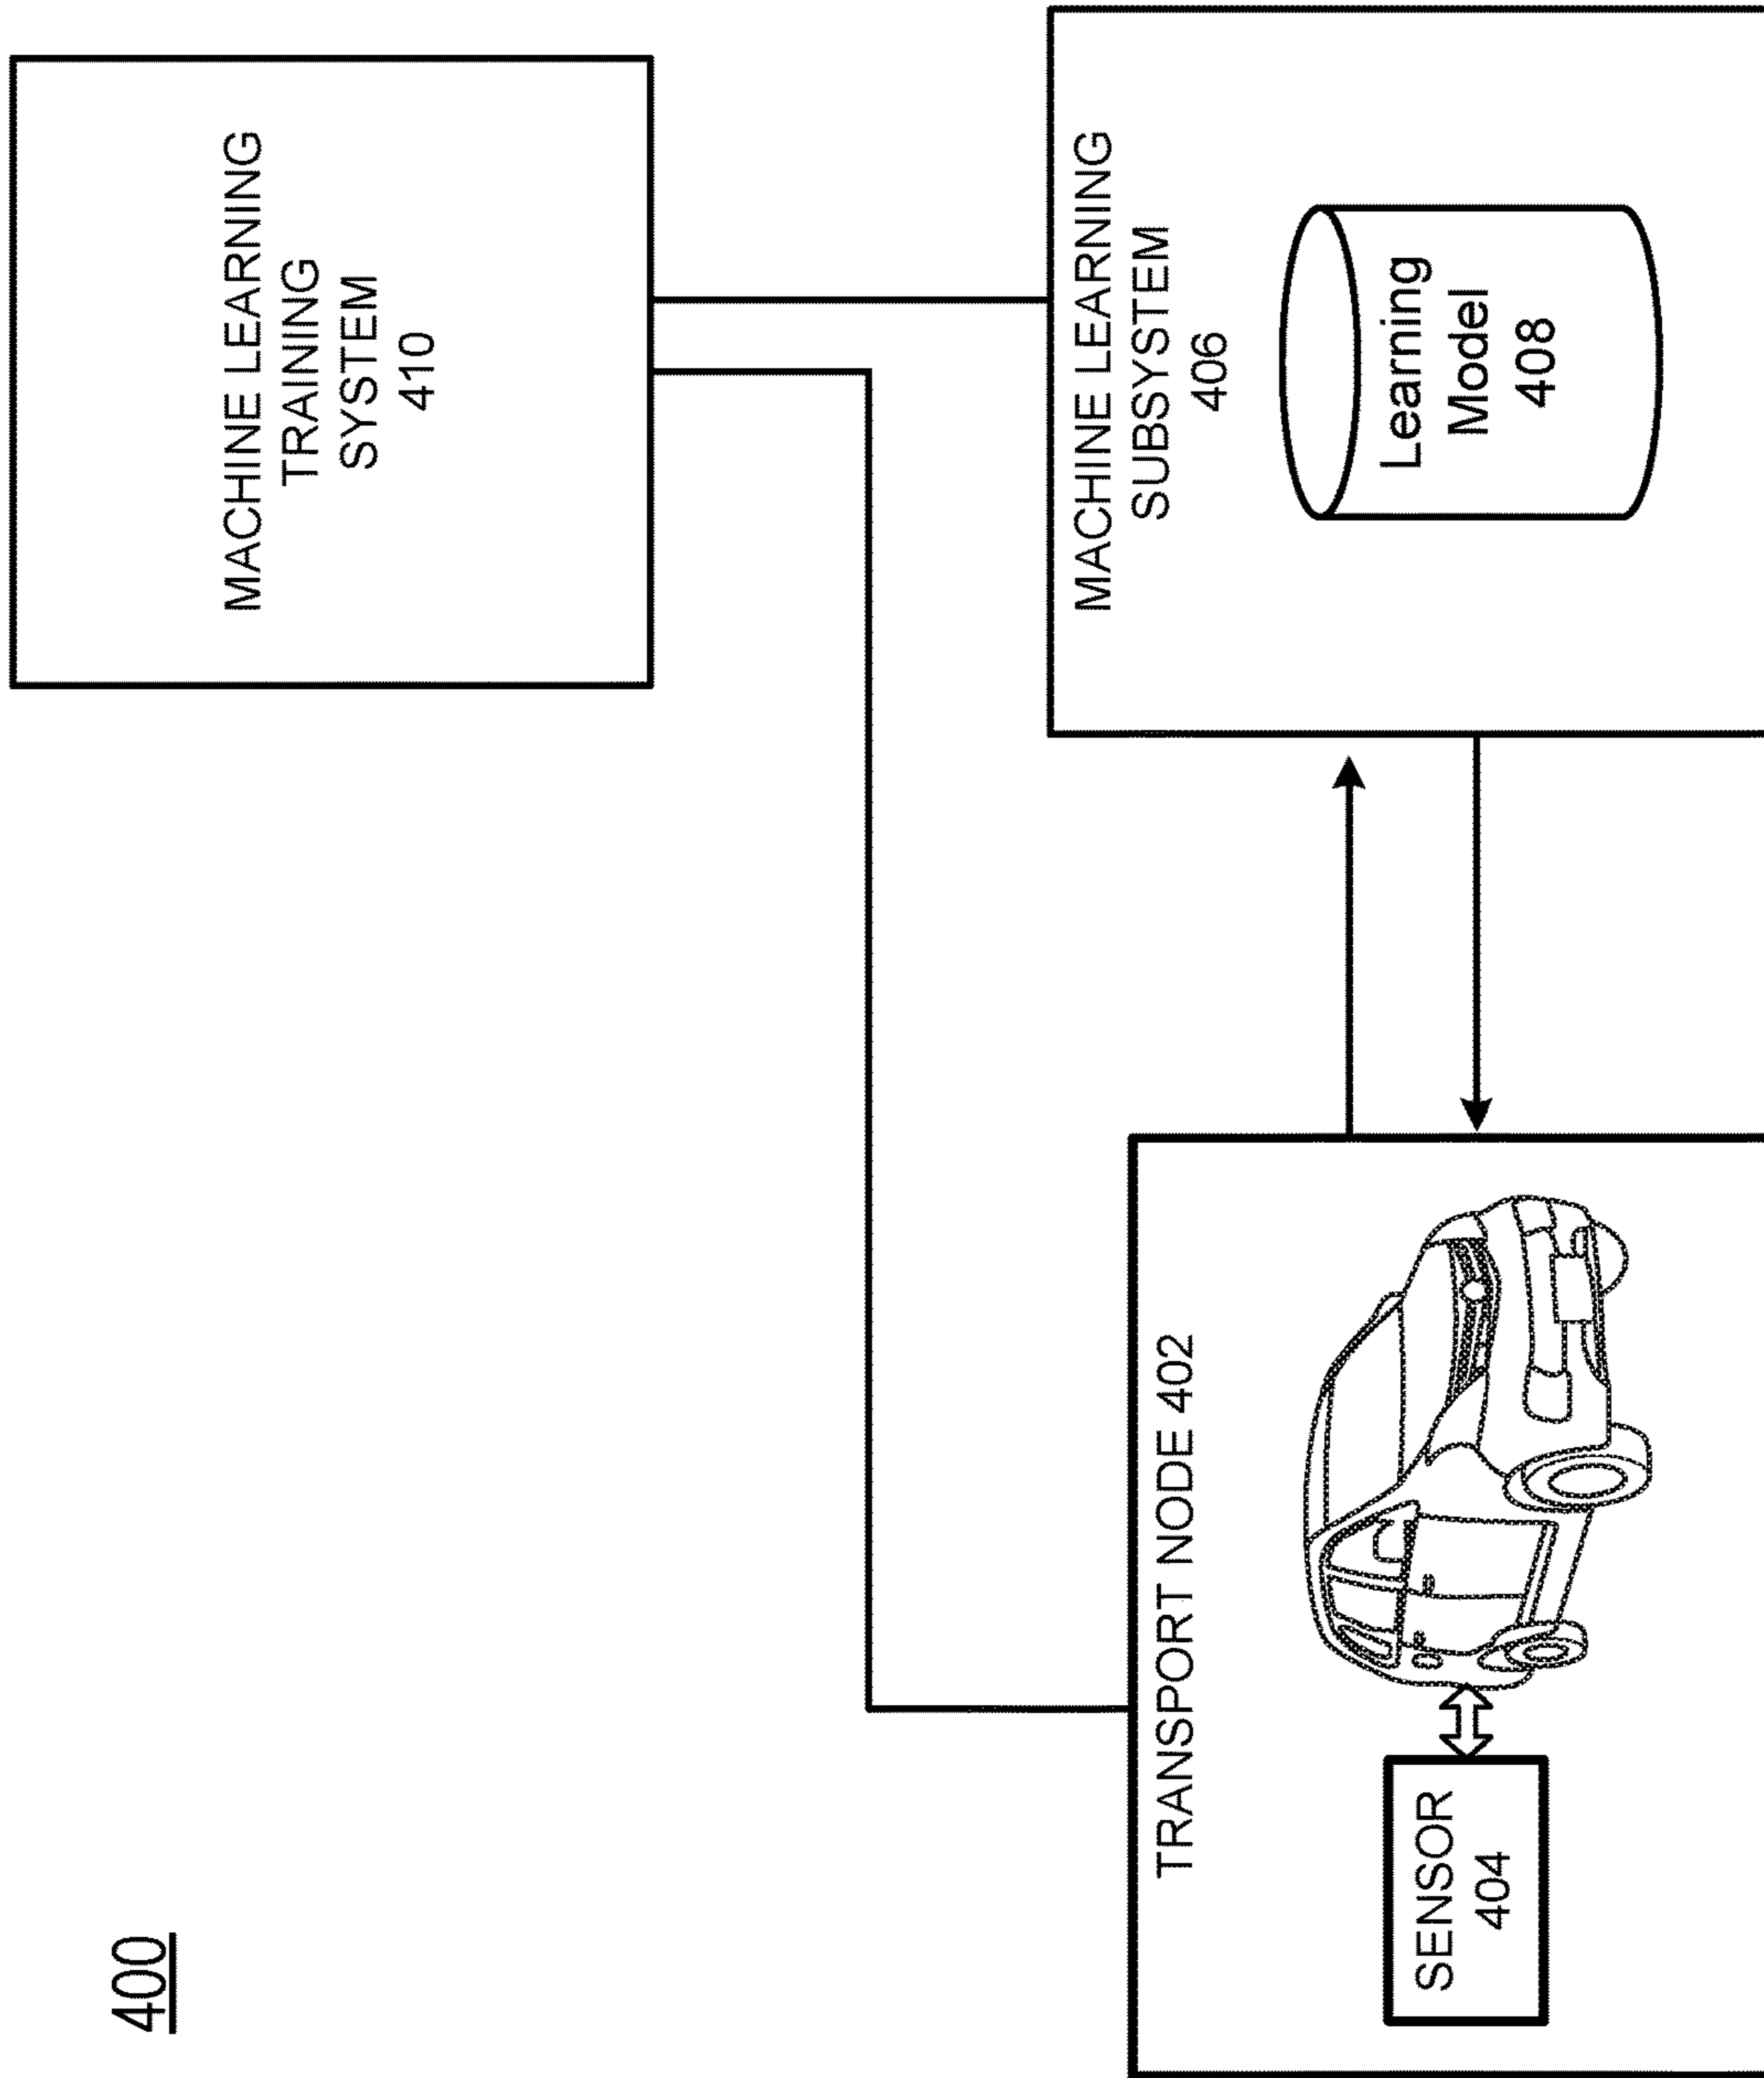 400
MACHINE LEARNING
TRAINING
SYSTEM
410
TRANSPORT NODE 402
SENSOR
404
MACHINE LEARNING
SUBSYSTEM
406
Learning
Model
408